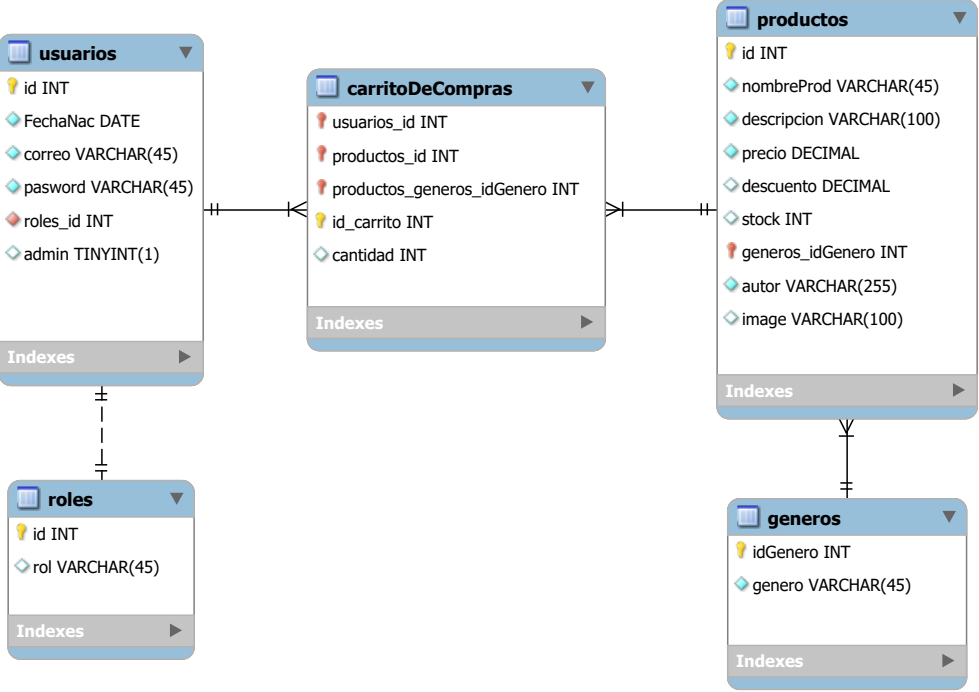 usuarios
id INT
FechaNac DATE
correo VARCHAR(45)
pasword VARCHAR(45)
roles_id INT
admin TINYINT(1)
Indexes
carritoDeCompras
usuarios_id INT
productos_id INT
productos_generos_idGenero INT
id_carrito INT
cantidad INT
Indexes
productos
id INT
nombreProd VARCHAR(45)
descripcion VARCHAR(100)
precio DECIMAL
descuento DECIMAL
stock INT
generos_idGenero INT
autor VARCHAR(255)
image VARCHAR(100)
Indexes
roles
id INT
rol VARCHAR(45)
Indexes
generos
idGenero INT
genero VARCHAR(45)
Indexes